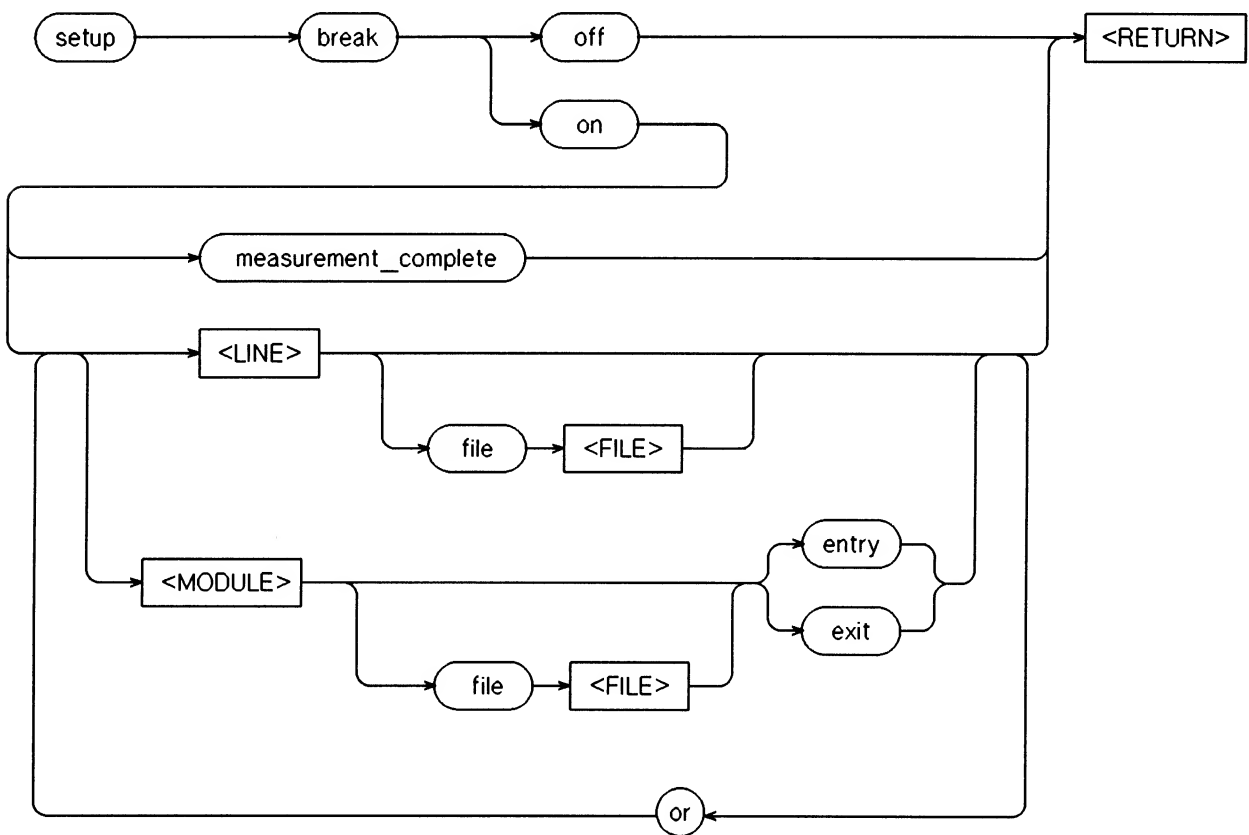 setup break off <RETURN>
on
measurement_complete
<LINE>
file <FILE>
entry
<MODULE>
exit
file <FILE>
or